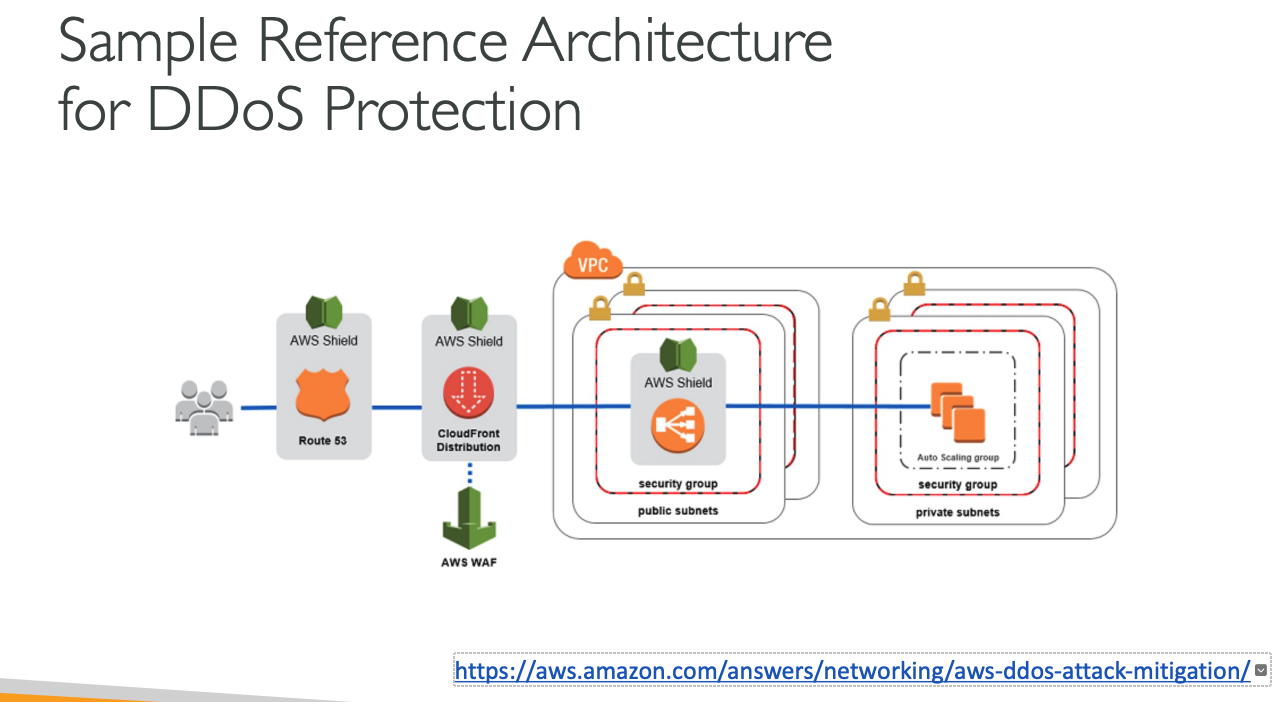 Sample Reference Architecture
for DDoS Protection
VPC
AWS Shield
Route 53
AWS Shield
CloudFront
Distribution
AWS WAF
AWS Shield
security group
public subnets
Auto Scaling group
security group
private subnets
https://aws.amazon.com/answers/networking/aws-ddos-attack-mitigation/